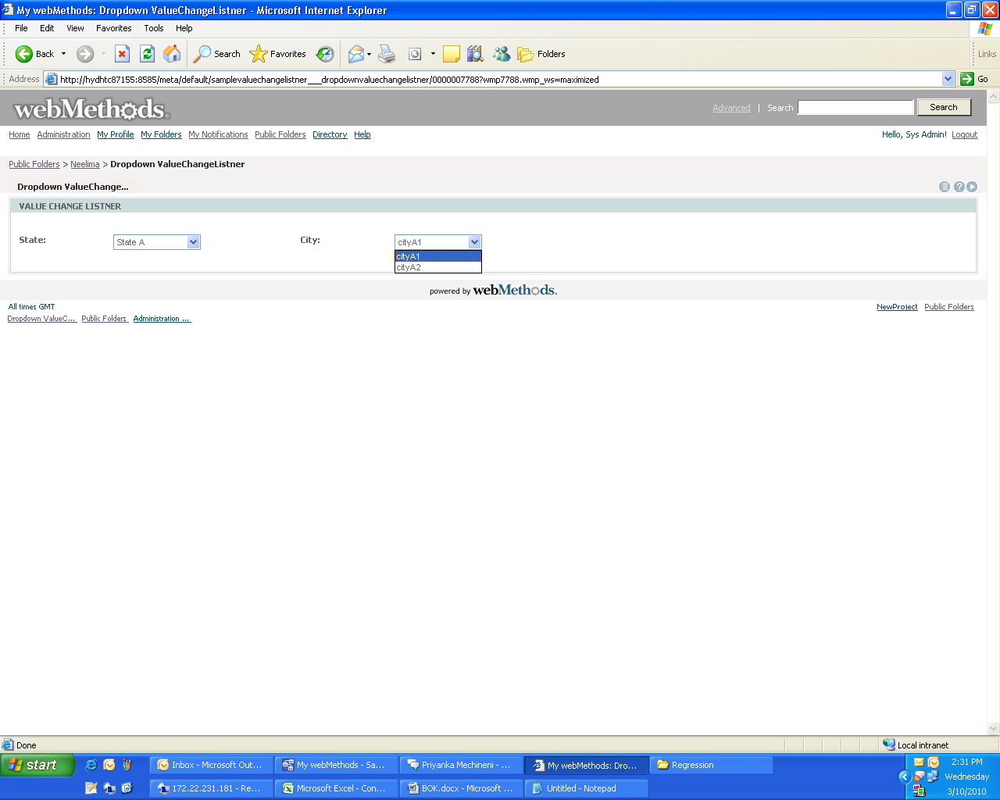 My webMethods: Dropdown ValueChangeListner - Microsoft Internet Explorer
File Edit View Favorites Tools Help
Back Search Favorites Folders Links
Address http://hydhtc87155:8585/meta/default/samplevaluechangelistner___dropdownvaluechangelistner/0000007788?wmp7788.wmp_ws=maximized Go
webMethods. Advanced | Search Search
Home Administration My Profile My Folders My Notifications Public Folders Directory Help Hello, Sys Admin! Logout
Public Folders > Neelima > Dropdown ValueChangeListner
Dropdown ValueChange...
VALUE CHANGE LISTNER
State: State A City: cityA1
cityA1
cityA2
powered by webMethods.
All times GMT NewProject Public Folders
Dropdown ValueC... Public Folders Administration ...
Done Local intranet
start Inbox - Microsoft Out... My webMethods - Sa... Priyanka Mechineni - ... My webMethods: Dro... Regression 2:31 PM
Wednesday
172.22.231.181 - Re... Microsoft Excel - Con... BOK.docx - Microsoft ... Untitled - Notepad 3/10/2010